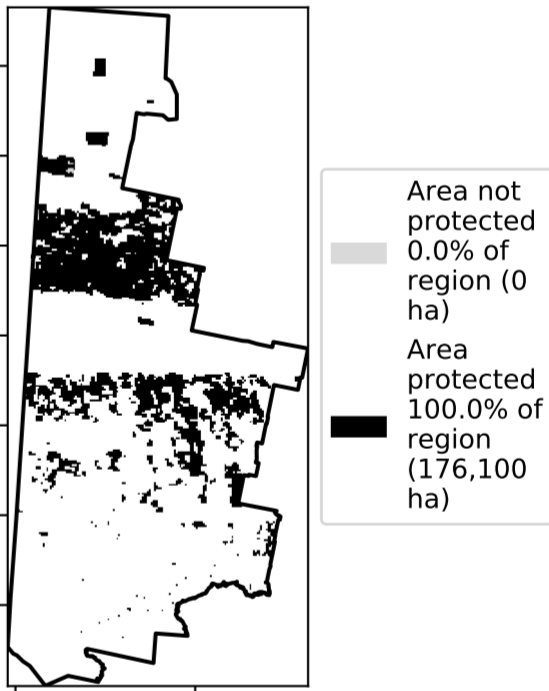 Area not
protected
0.0% of
region (0
ha)
Area
protected
100.0% of
region
(176,100
ha)